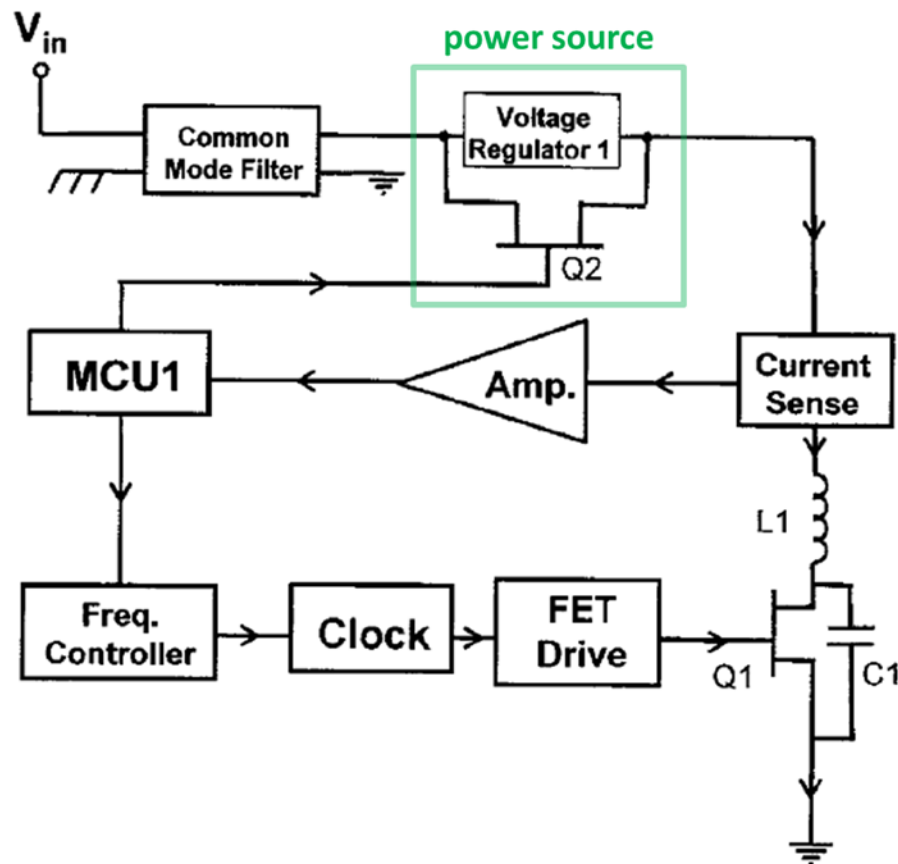 Vin
power source
Common
Mode Filter
Voltage
Regulator 1
Q2
MCU1
Amp.
Current
Sense
L1
Freq.
Controller
Clock
FET
Drive
Q1
C1